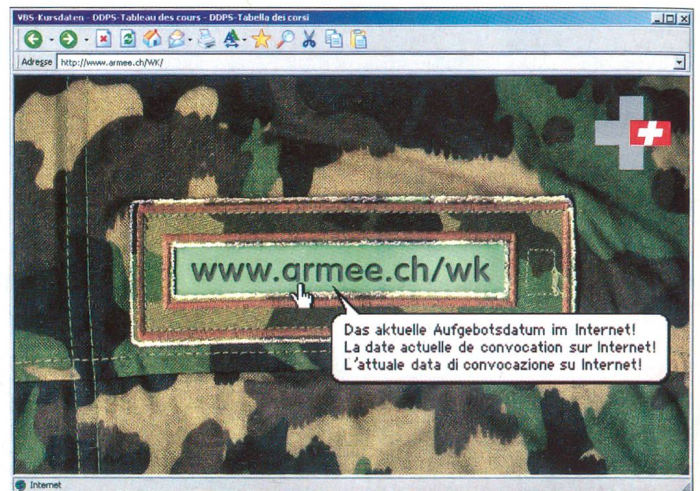 VBS-Kursdaten - DDPS-Tableau des cours - DDPS-Tabella dei corsi
Adresse http://www.armee.ch/WK/
www.armee.ch/wk
Das aktuelle Aufgebotsdatum im Internet!
La date actuelle de convocation sur Internet!
L'attuale data di convocazione su Internet!
Internet